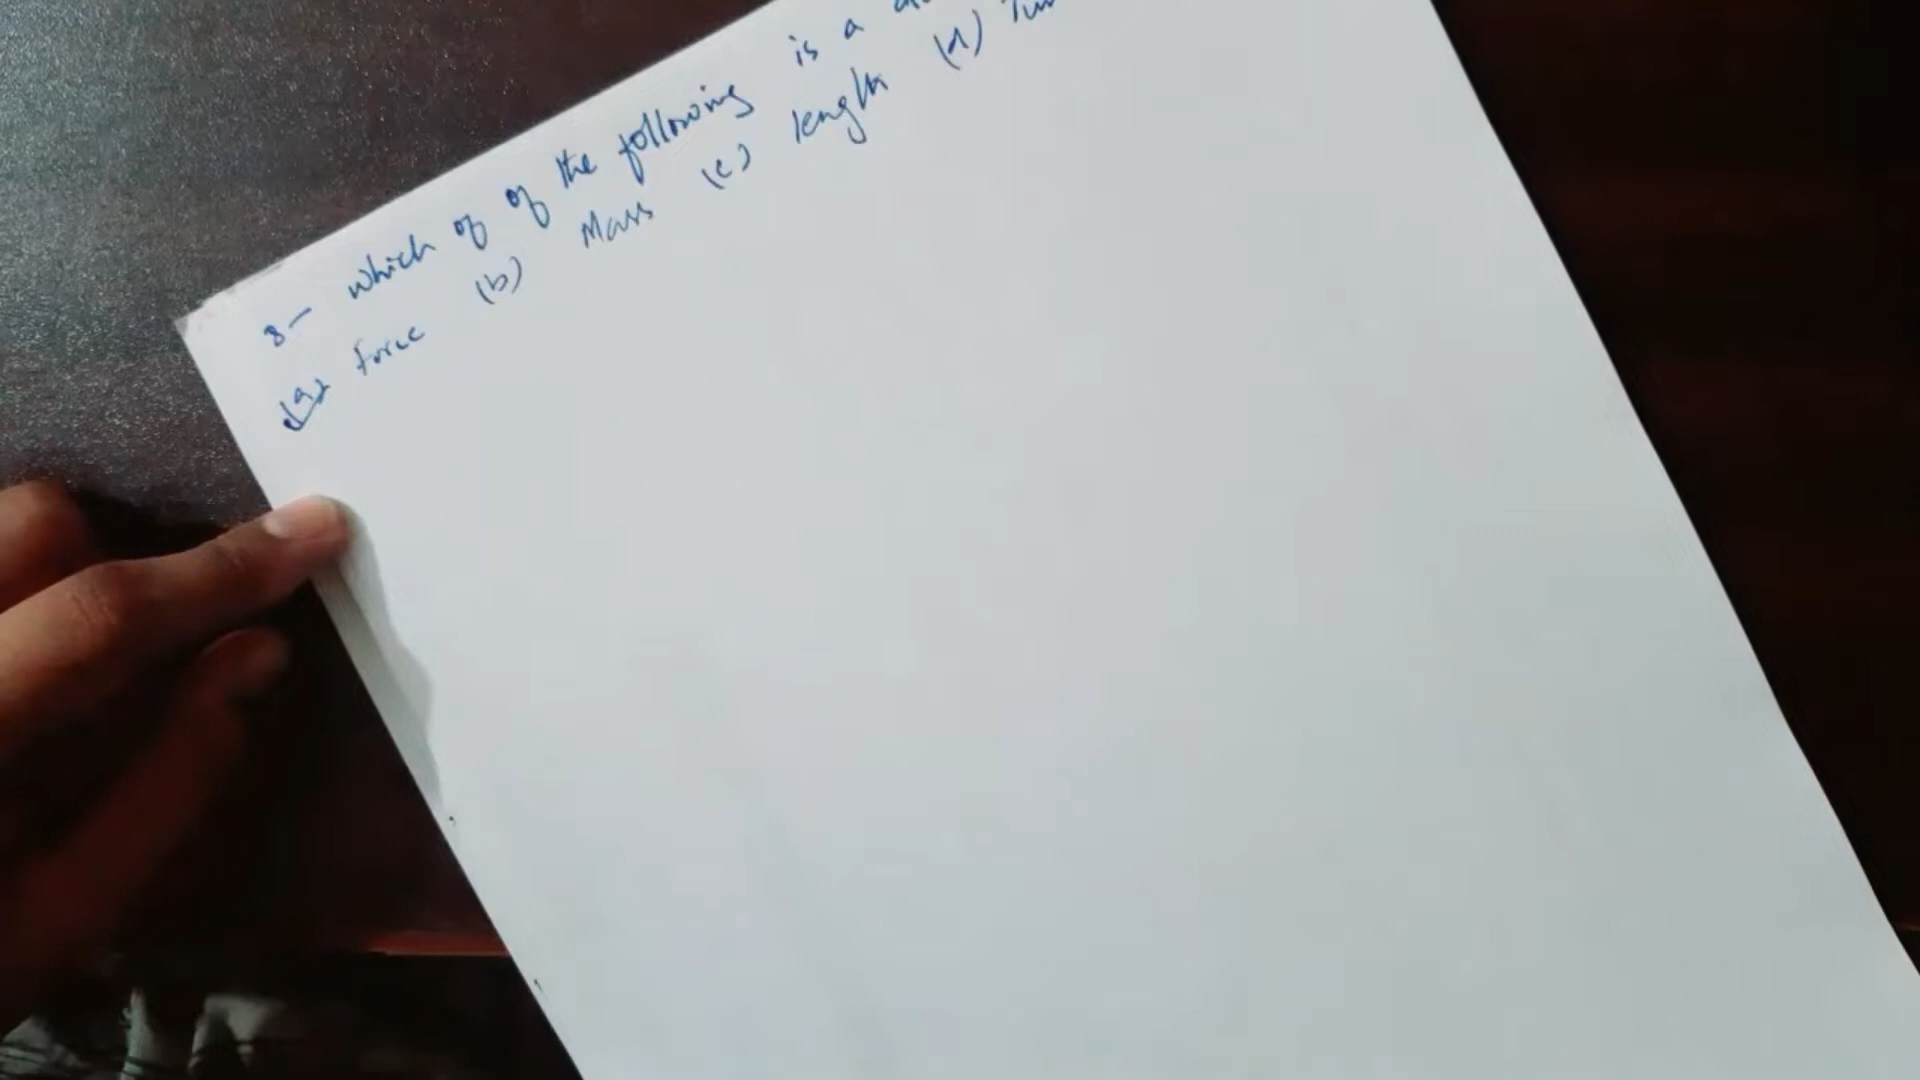 8- Which of of the following is a
(a) Force (b) Mass (c) length (d)